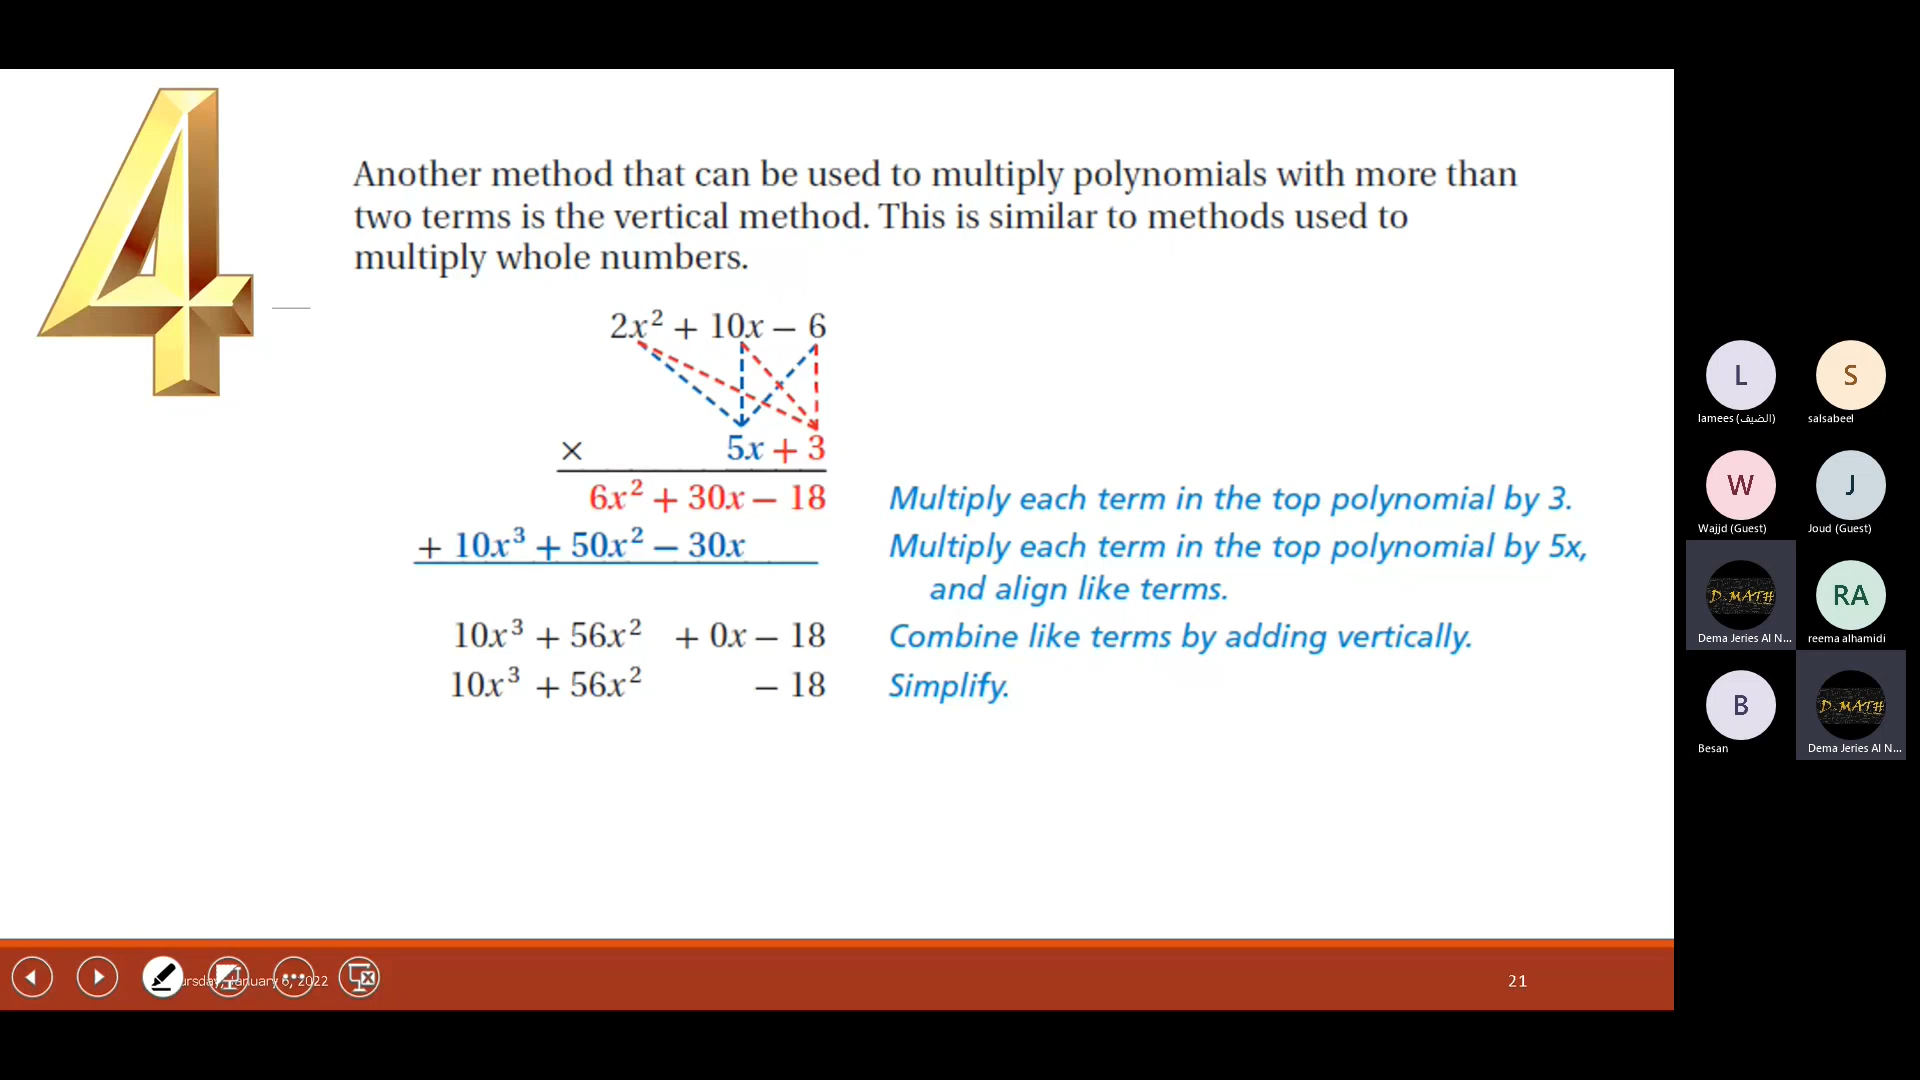 4
Another method that can be used to multiply polynomials with more than
two terms is the vertical method. This is similar to methods used to
multiply whole numbers.
2x² + 10x – 6
× 5x + 3
6x² + 30x – 18 Multiply each term in the top polynomial by 3.
+ 10x³ + 50x² – 30x Multiply each term in the top polynomial by 5x,
and align like terms.
10x³ + 56x² + 0x – 18 Combine like terms by adding vertically.
10x³ + 56x² – 18 Simplify.
January 6, 2022
21
L
lamees (الضيف)
S
salsabeel
W
Wajjd (Guest)
J
Joud (Guest)
D.MATH
Dema Jeries Al N...
RA
reema alhamidi
B
Besan
D.MATH
Dema Jeries Al N...